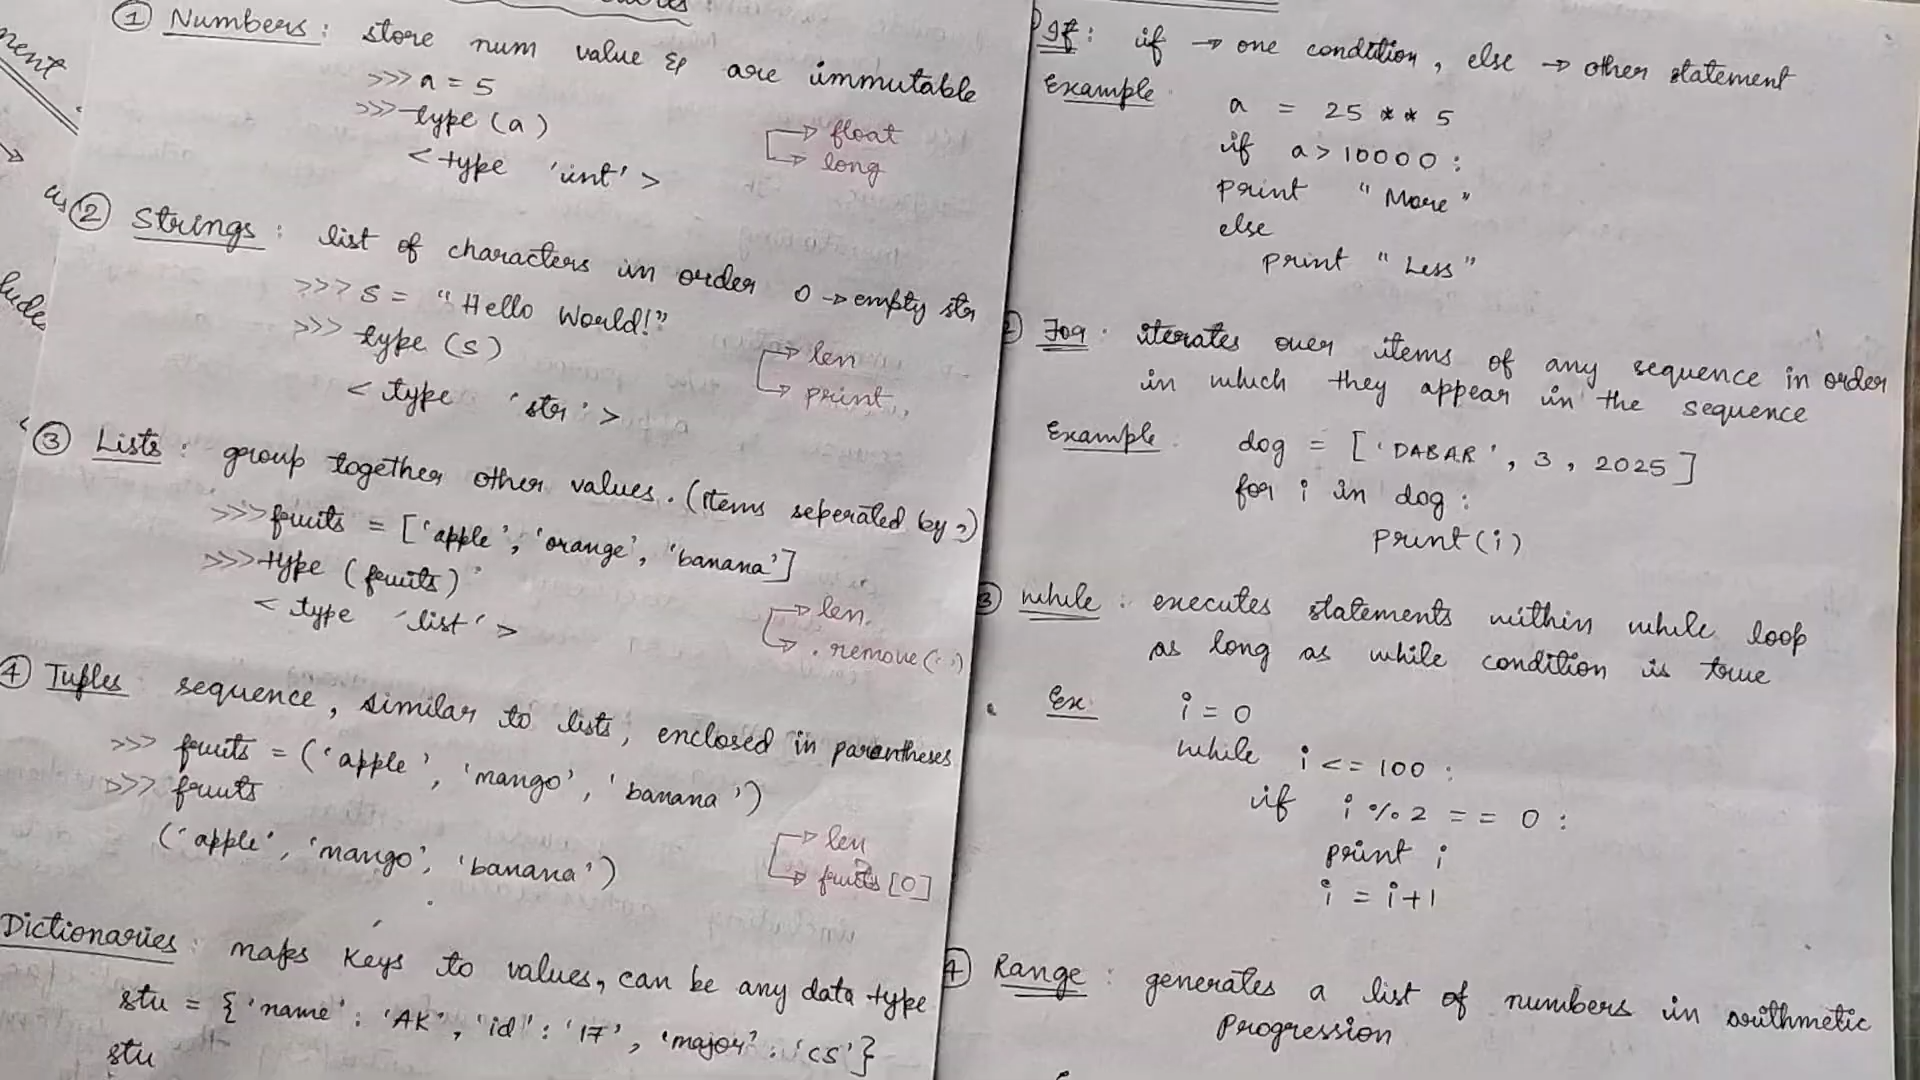 nent
① Numbers : store num value & are immutable
>>> a = 5
>>> type (a)
< type 'int' >
→ float
→ long
as
② Strings : list of characters in order 0 → empty str
>>> s = "Hello World!"
>>> type (s)
< type 'str' >
→ len
→ print
lude
③ Lists : group together other values. (items seperated by ,)
>>> fruits = ['apple', 'orange', 'banana']
>>> type (fruits)
< type 'list' >
→ len
→ .remove(' ')
④ Tuples sequence, similar to lists, enclosed in parantheses
>>> fruits = ('apple', 'mango', 'banana')
>>> fruits
('apple', 'mango', 'banana')
→ len
→ fruits [0]
Dictionaries : maps keys to values, can be any data type
stu = {'name' : 'AK', 'id' : '17', 'major' : 'cs'}
stu
If : if → one condition, else → other statement
Example
a = 25 ** 5
if a > 10000 :
print "More"
else
print "Less"
For : iterates over items of any sequence in order
in which they appear in the sequence
Example : dog = ['DABAR', 3, 2025]
for i in dog :
print (i)
③ While : executes statements within while loop
as long as while condition is true
Ex: i = 0
while i <= 100 :
if i % 2 == 0 :
print i
i = i+1
④ Range : generates a list of numbers in arithmetic
progression